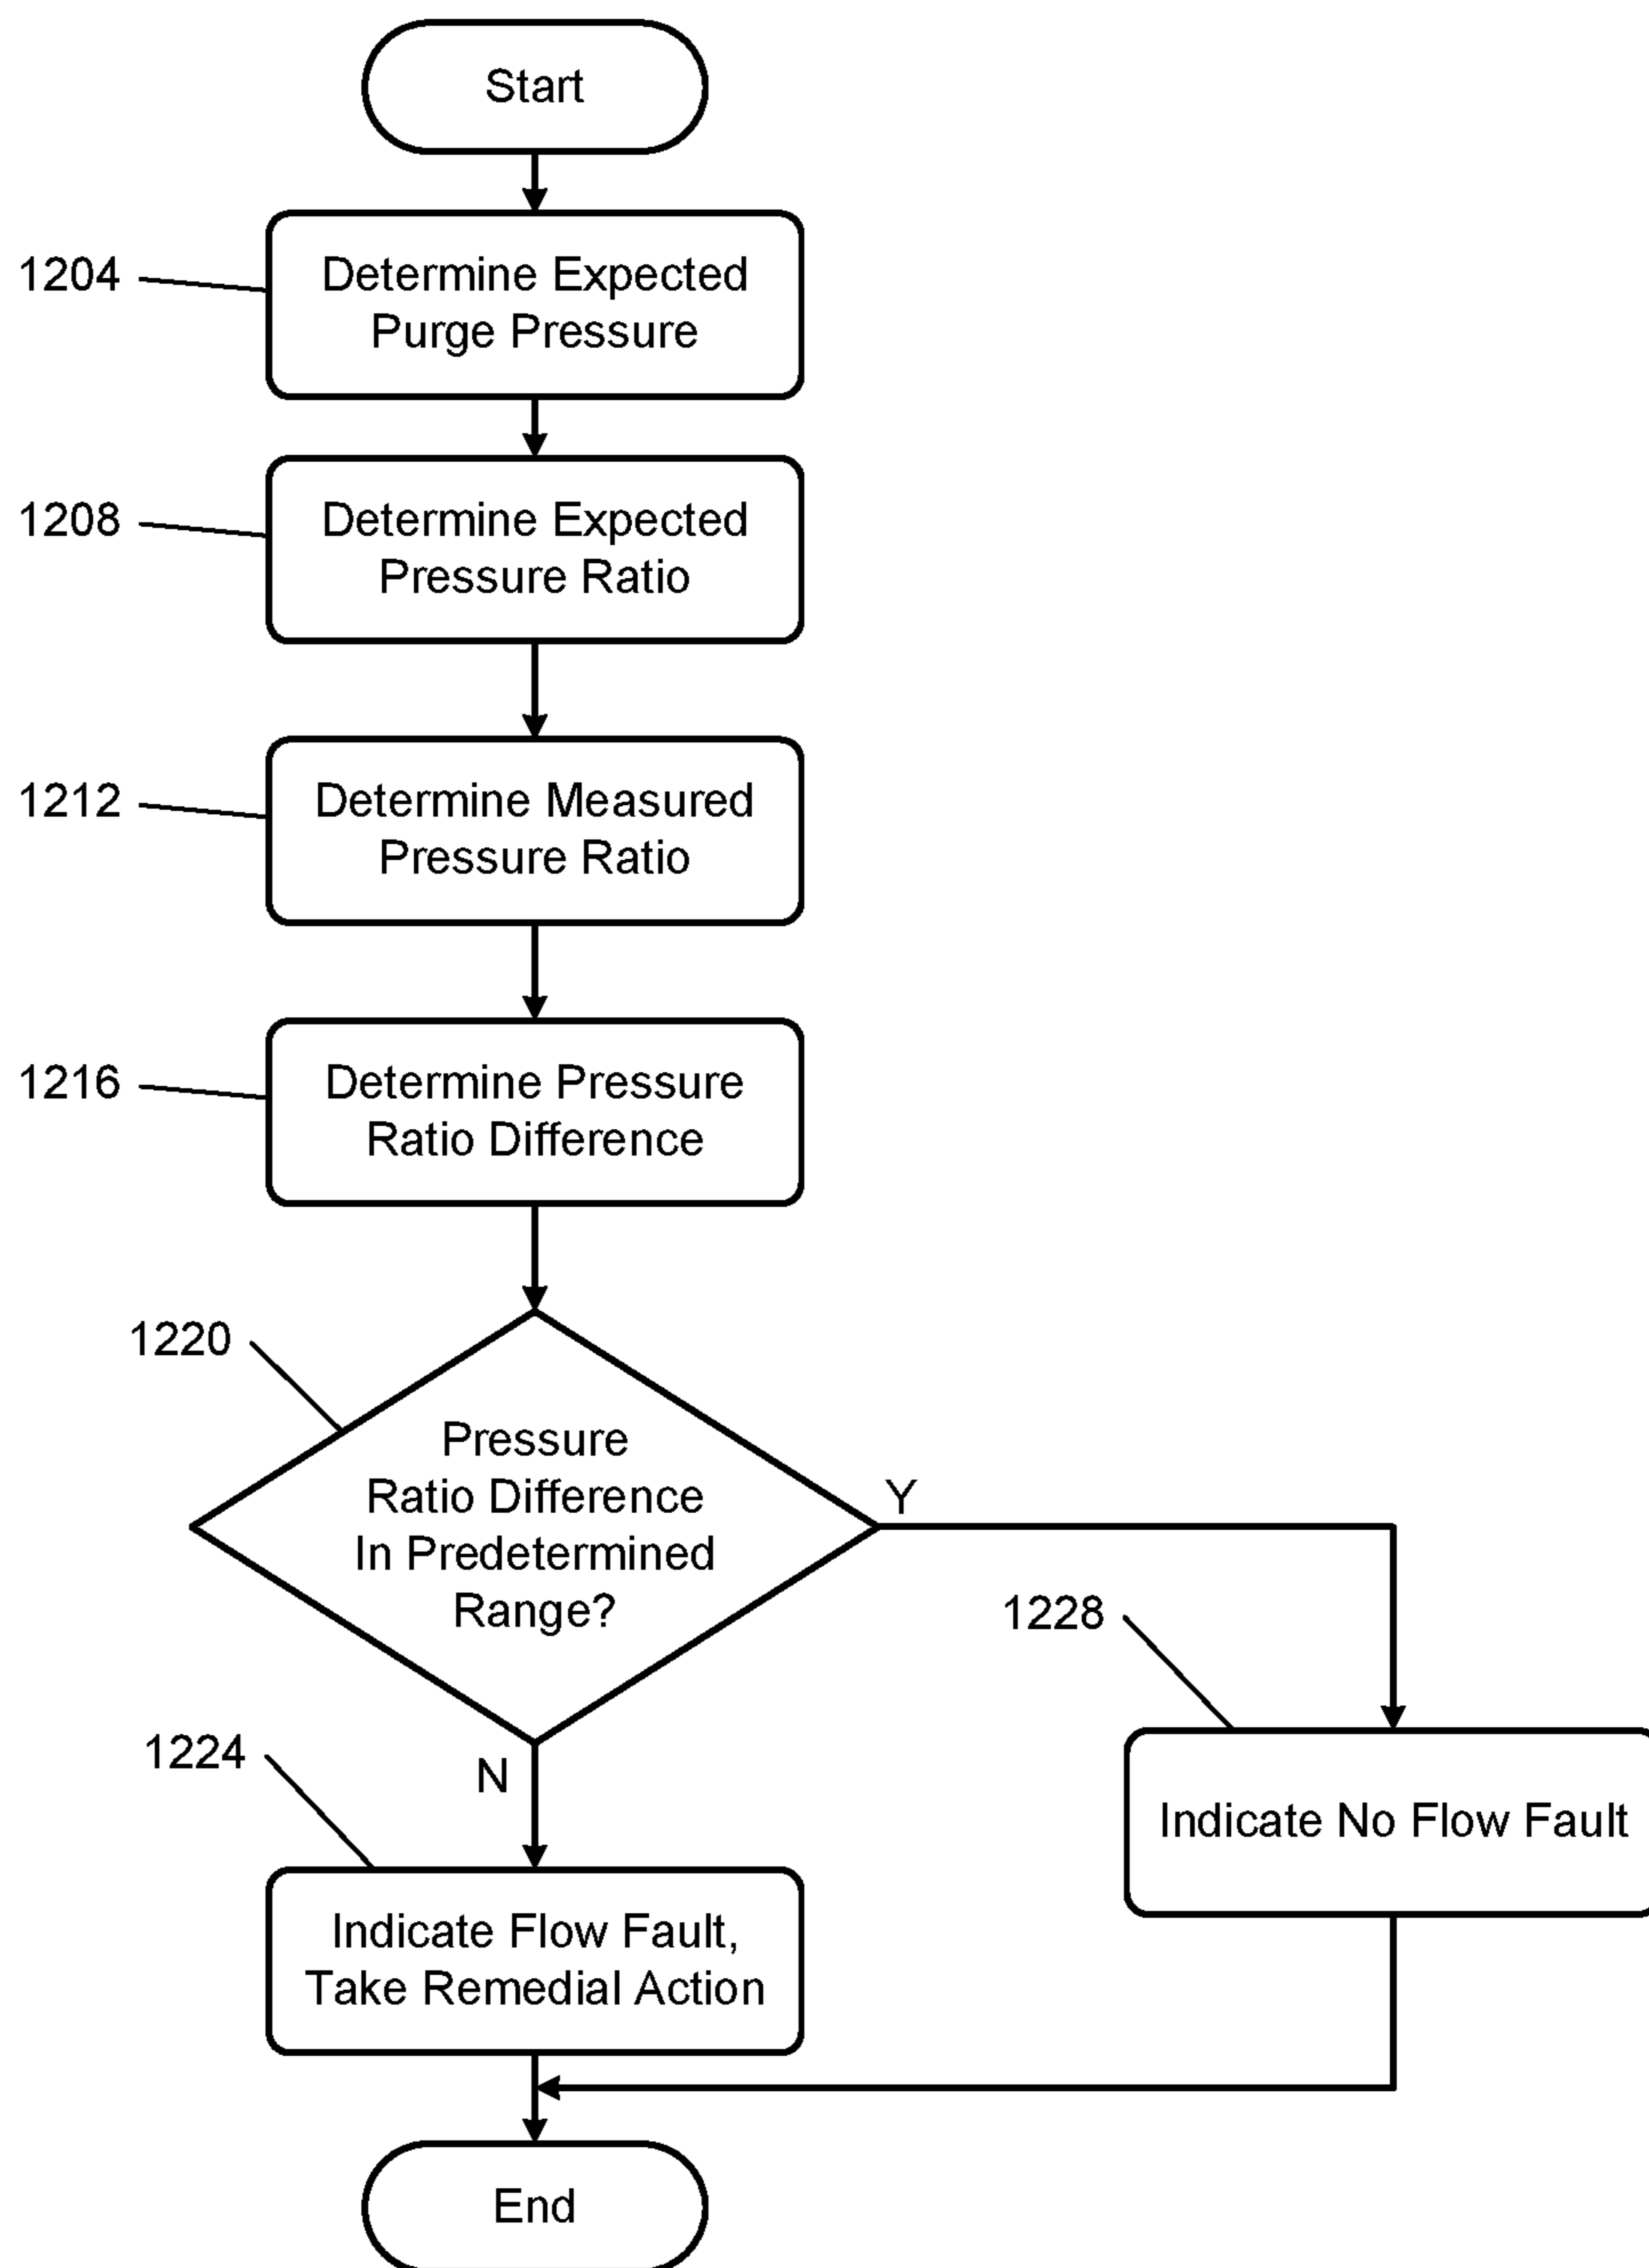 Start
1204
Determine Expected
Purge Pressure
1208
Determine Expected
Pressure Ratio
1212
Determine Measured
Pressure Ratio
1216
Determine Pressure
Ratio Difference
1220
Pressure
Ratio Difference
In Predetermined
Range?
Y
1228
Indicate No Flow Fault
N
1224
Indicate Flow Fault,
Take Remedial Action
End